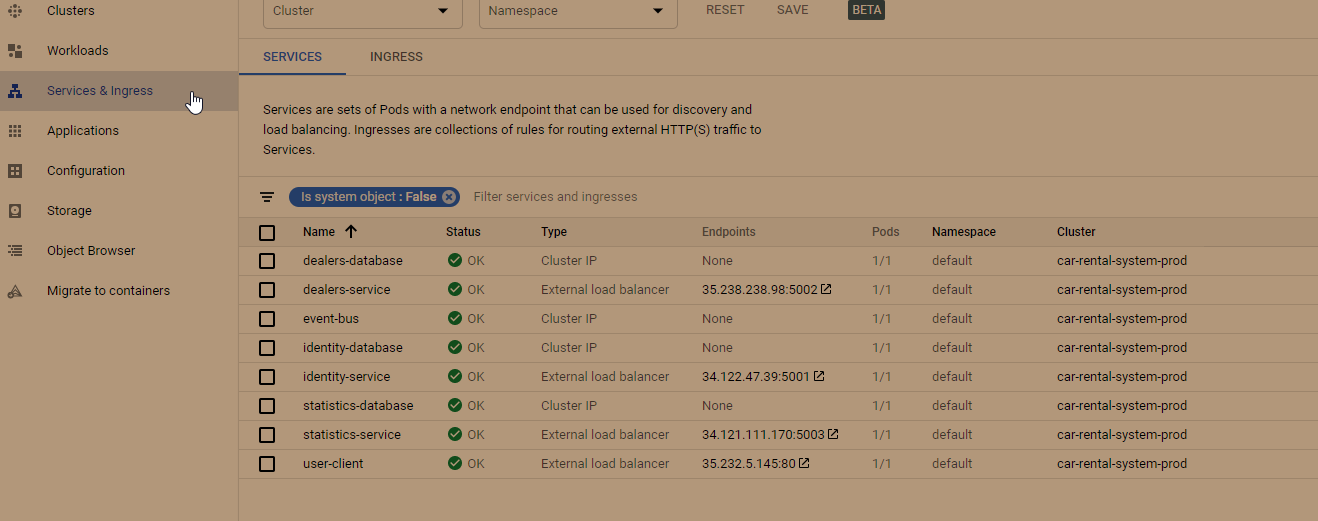 Clusters
Workloads
Services & Ingress
Applications
Configuration
Storage
Object Browser
Migrate to containers
Cluster Namespace RESET SAVE BETA
SERVICES INGRESS
Services are sets of Pods with a network endpoint that can be used for discovery and
load balancing. Ingresses are collections of rules for routing external HTTP(S) traffic to
Services.
Is system object : False Filter services and ingresses
Name Status Type Endpoints Pods Namespace Cluster
dealers-database OK Cluster IP None 1/1 default car-rental-system-prod
dealers-service OK External load balancer 35.238.238.98:5002 1/1 default car-rental-system-prod
event-bus OK Cluster IP None 1/1 default car-rental-system-prod
identity-database OK Cluster IP None 1/1 default car-rental-system-prod
identity-service OK External load balancer 34.122.47.39:5001 1/1 default car-rental-system-prod
statistics-database OK Cluster IP None 1/1 default car-rental-system-prod
statistics-service OK External load balancer 34.121.111.170:5003 1/1 default car-rental-system-prod
user-client OK External load balancer 35.232.5.145:80 1/1 default car-rental-system-prod